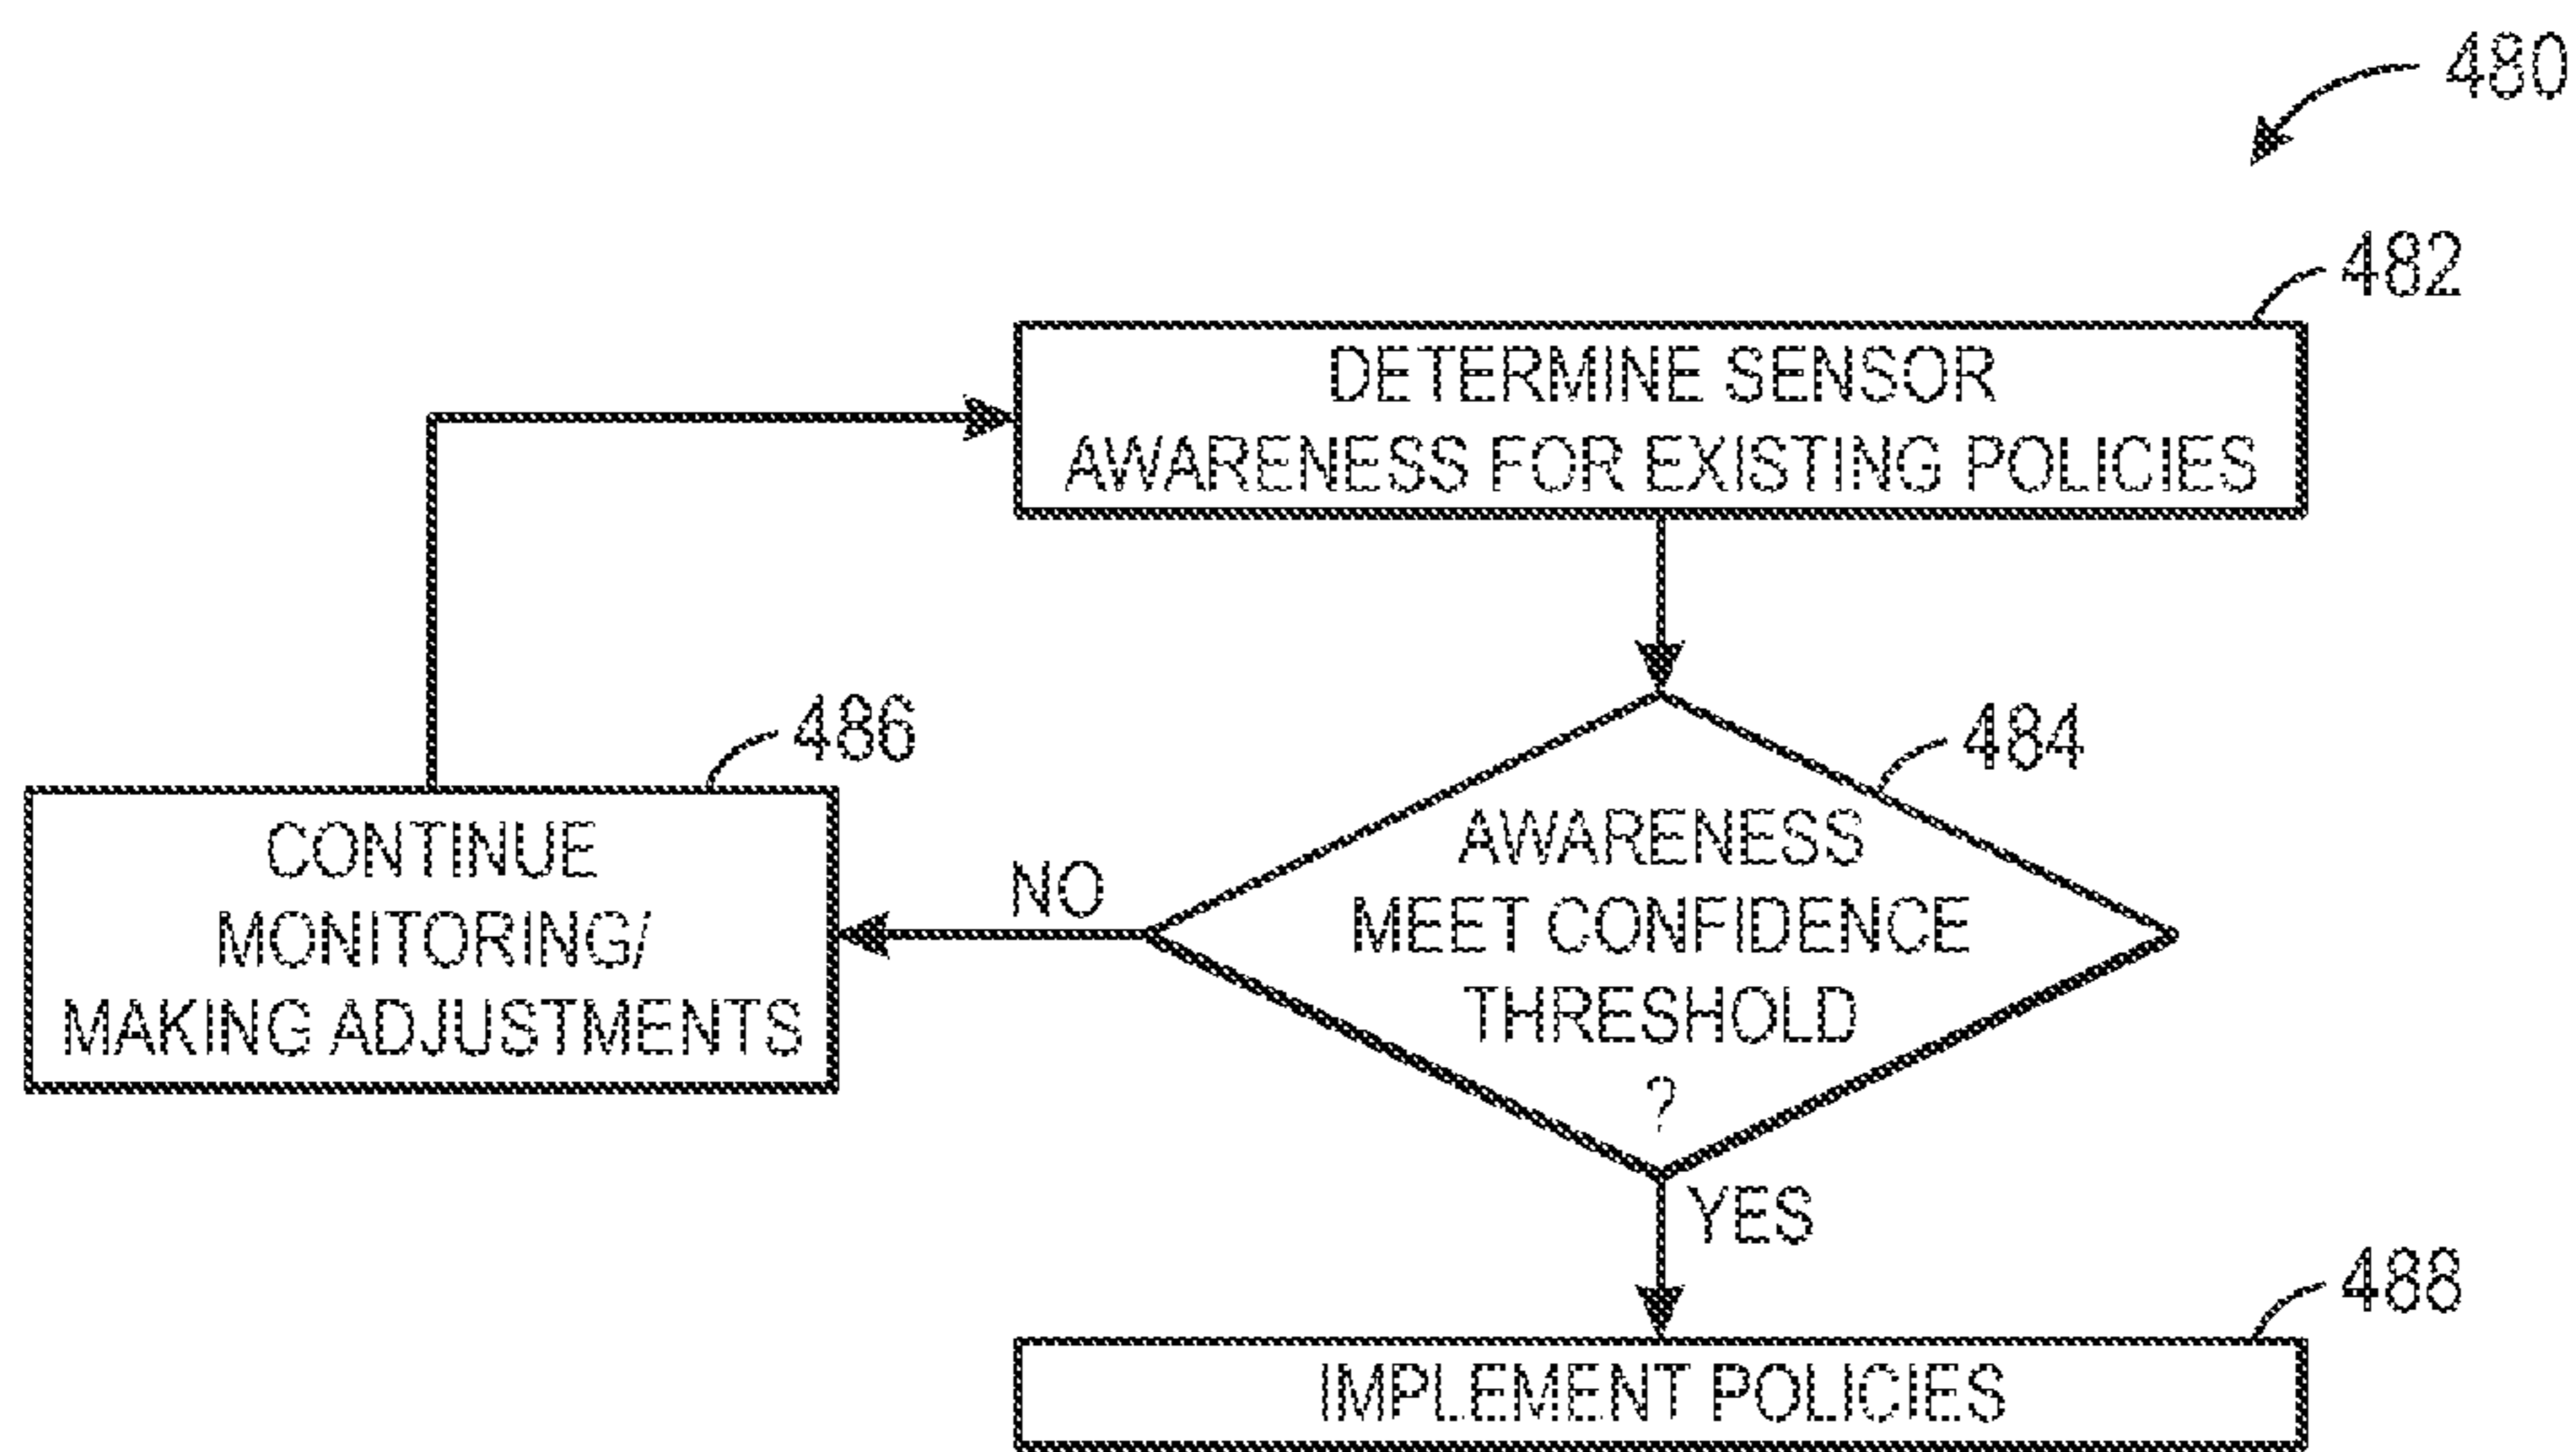 480
482
DETERMINE SENSOR
AWARENESS FOR EXISTING POLICIES
486
484
CONTINUE
MONITORING/
MAKING ADJUSTMENTS
NO
AWARENESS
MEET CONFIDENCE
THRESHOLD
?
YES
488
IMPLEMENT POLICIES